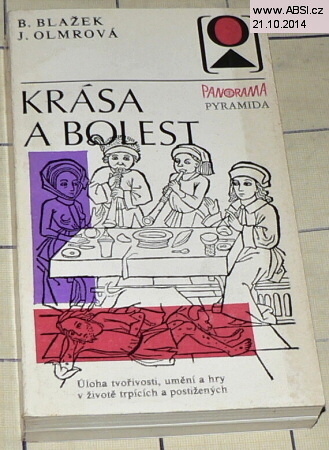 B. BLAŽEK
J. OLMROVÁ
www.ABSI.cz
21.10.2014
PANORAMA
PYRAMIDA
KRÁSA
A BOLEST
Úloha tvořivosti, umění a hry
v životě trpících a postižených